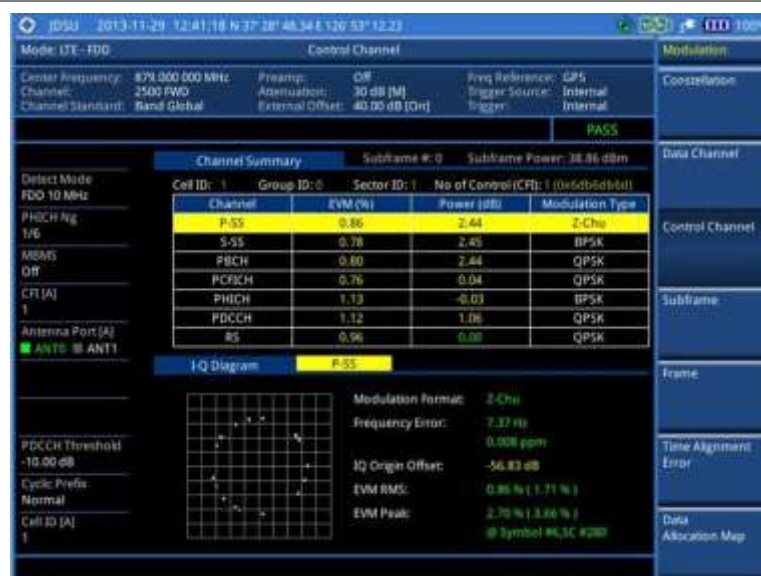 JDSU 2013-11-29 12:41:18 N 37° 28' 46.34 E 126° 53' 12.23 100%
Mode: LTE - FDD Control Channel Modulation
Center Frequency: 879.000 000 MHz Preamp: Off Freq Reference: GPS
Channel: 2500 FWD Attenuation: 30 dB [M] Trigger Source: Internal
Channel Standard: Band Global External Offset: 40.00 dB [On] Trigger: Internal
Constellation
PASS
Channel Summary Subframe #: 0 Subframe Power: 38.86 dBm
Data Channel
Detect Mode
FDD 10 MHz
Cell ID: 1 Group ID: 0 Sector ID: 1 No of Control (CFI): 1 (0x6db6db6d)
Channel EVM (%) Power (dB) Modulation Type
P-SS 0.86 2.44 Z-Chu
S-SS 0.78 2.45 BPSK
PBCH 0.80 2.44 QPSK
PCFICH 0.76 0.04 QPSK
PHICH 1.13 -0.03 BPSK
PDCCH 1.12 1.06 QPSK
RS 0.96 0.00 QPSK
PHICH Ng
1/6
MBMS
Off
CFI [A]
1
Antenna Port [A]
ANT0 ANT1
Control Channel
Subframe
I-Q Diagram P-SS
Frame
Modulation Format: Z-Chu
Frequency Error: 7.37 Hz
0.008 ppm
IQ Origin Offset: -56.83 dB
EVM RMS: 0.86 % ( 1.71 % )
EVM Peak: 2.70 % ( 3.66 % )
@ Symbol #6,SC #280
PDCCH Threshold
-10.00 dB
Cyclic Prefix
Normal
Cell ID [A]
1
Time Alignment
Error
Data
Allocation Map